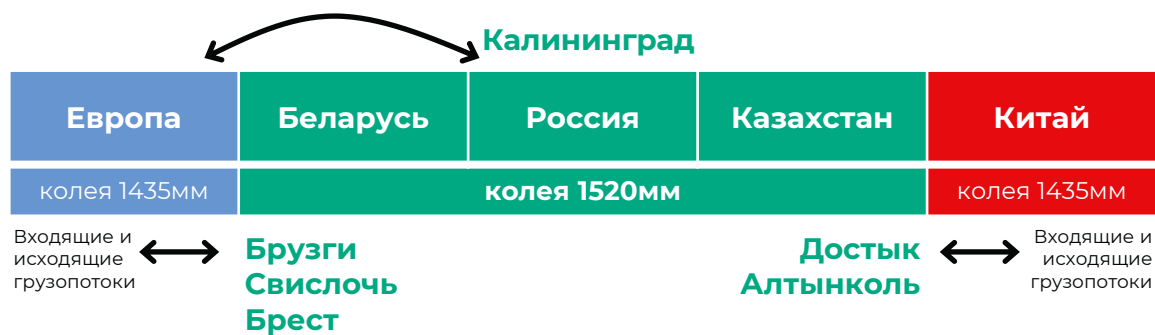 Калининград
Европа
Беларусь
Россия
Казахстан
Китай
колея 1435мм
колея 1520мм
колея 1435мм
Входящие и
исходящие
грузопотоки
Брузги
Свислочь
Брест
Достык
Алтынколь
Входящие и
исходящие
грузопотоки